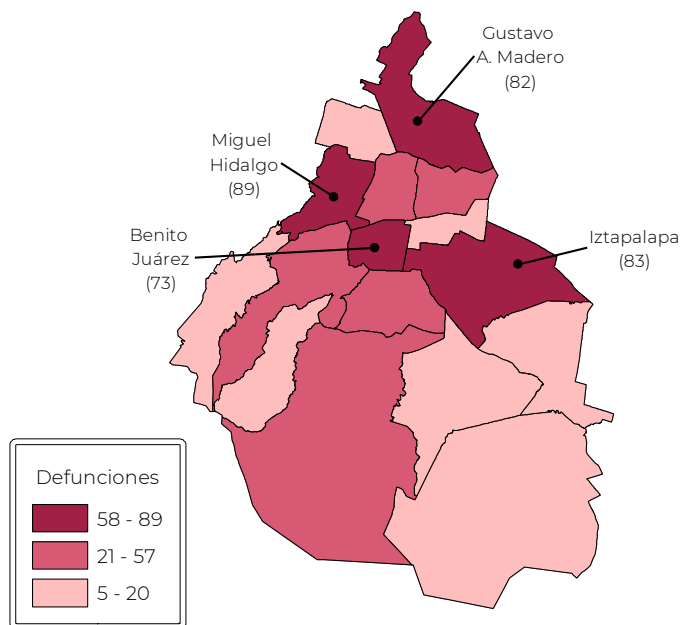 Gustavo
A. Madero
(82)
Miguel
Hidalgo
(89)
Benito
Juárez
(73)
Iztapalapa
(83)
Defunciones
58 - 89
21 - 57
5 - 20